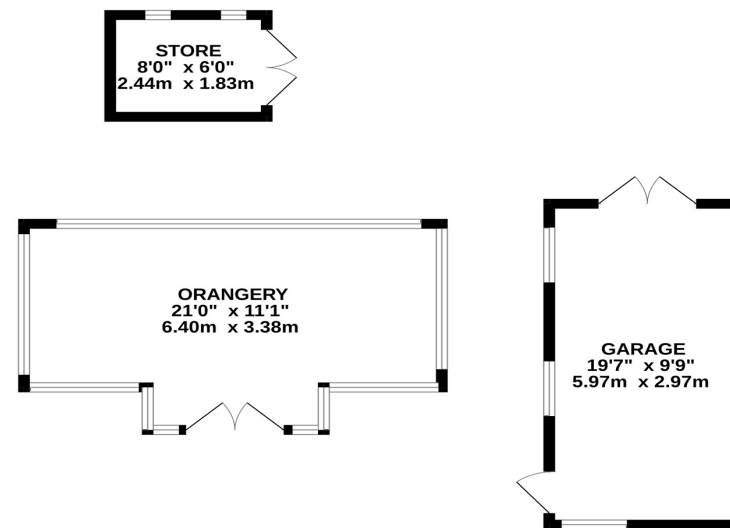 STORE
8'0" x 6'0"
2.44m x 1.83m
ORANGERY
21'0" x 11'1"
6.40m x 3.38m
GARAGE
19'7" x 9'9"
5.97m x 2.97m